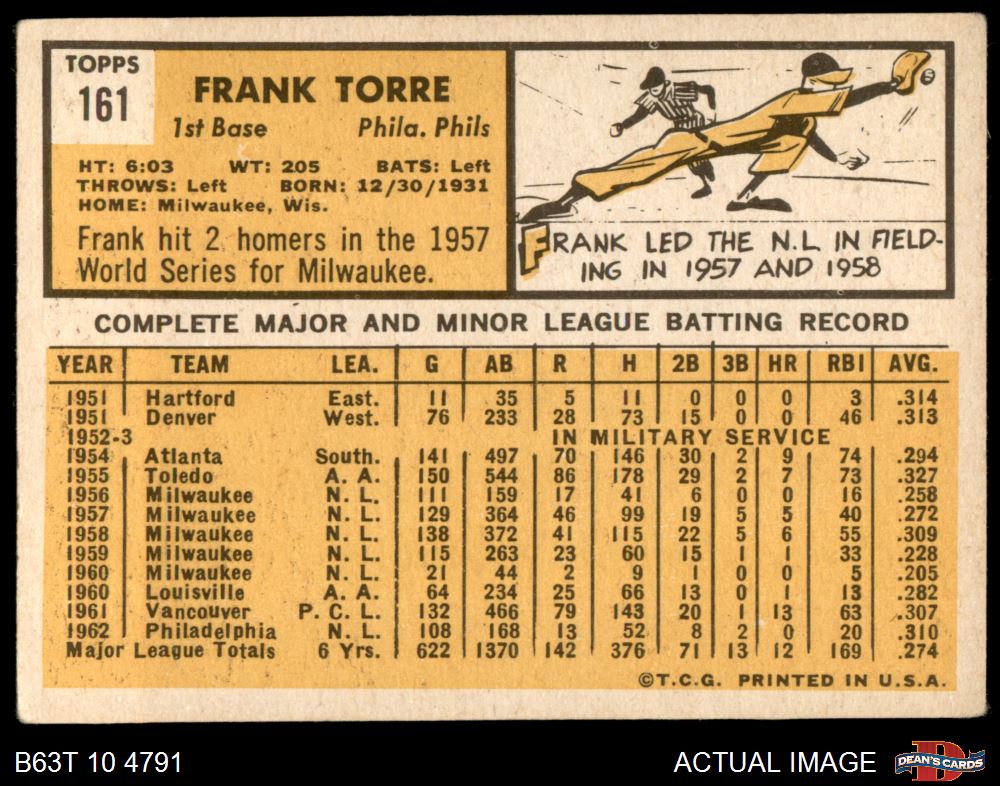 TOPPS
161
FRANK TORRE
1st Base Phila. Phils
HT: 6:03 WT: 205 BATS: Left
THROWS: Left BORN: 12/30/1931
HOME: Milwaukee, Wis.
Frank hit 2 homers in the 1957
World Series for Milwaukee.
FRANK LED THE N.L IN FIELD-
ING IN 1957 AND 1958
COMPLETE MAJOR AND MINOR LEAGUE BATTING RECORD
YEAR TEAM LEA. G AB R H 2B 3B HR RBI AVG.
1951 Hartford East. 11 35 5 11 0 0 0 3 .314
1951 Denver West. 76 233 28 73 15 0 0 46 .313
1952-3 IN MILITARY SERVICE
1954 Atlanta South. 141 497 70 146 30 2 9 74 .294
1955 Toledo A. A. 150 544 86 178 29 2 7 73 .327
1956 Milwaukee N. L. 111 159 17 41 6 0 0 16 .258
1957 Milwaukee N. L. 129 364 46 99 19 5 5 40 .272
1958 Milwaukee N. L. 138 372 41 115 22 5 6 55 .309
1959 Milwaukee N. L. 115 263 23 60 15 1 1 33 .228
1960 Milwaukee N. L. 21 44 2 9 1 0 0 5 .205
1960 Louisville A. A. 64 234 25 66 13 0 1 13 .282
1961 Vancouver P. C. L. 132 466 79 143 20 1 13 63 .307
1962 Philadelphia N. L. 108 168 13 52 8 2 0 20 .310
Major League Totals 6 Yrs. 622 1370 142 376 71 13 12 169 .274
©T.C.G. PRINTED IN U.S.A.
B63T 10 4791 ACTUAL IMAGE D DEAN'S CARDS